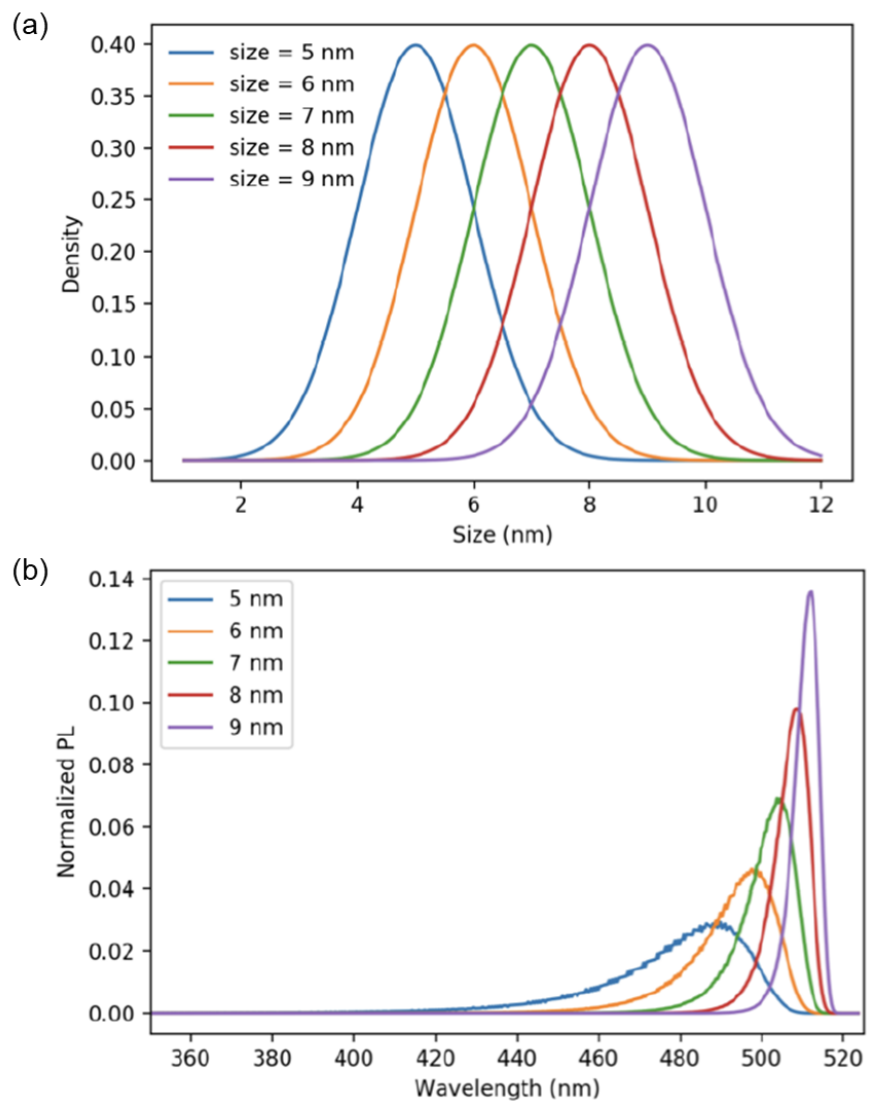 (a)
0.40
0.35
0.30
0.25
0.20
0.15
0.10
0.05
0.00
Density
size = 5 nm
size = 6 nm
size = 7 nm
size = 8 nm
size = 9 nm
2 4 6 8 10 12
Size (nm)
(b)
0.14
0.12
0.10
0.08
0.06
0.04
0.02
0.00
Normalized PL
5 nm
6 nm
7 nm
8 nm
9 nm
360 380 400 420 440 460 480 500 520
Wavelength (nm)